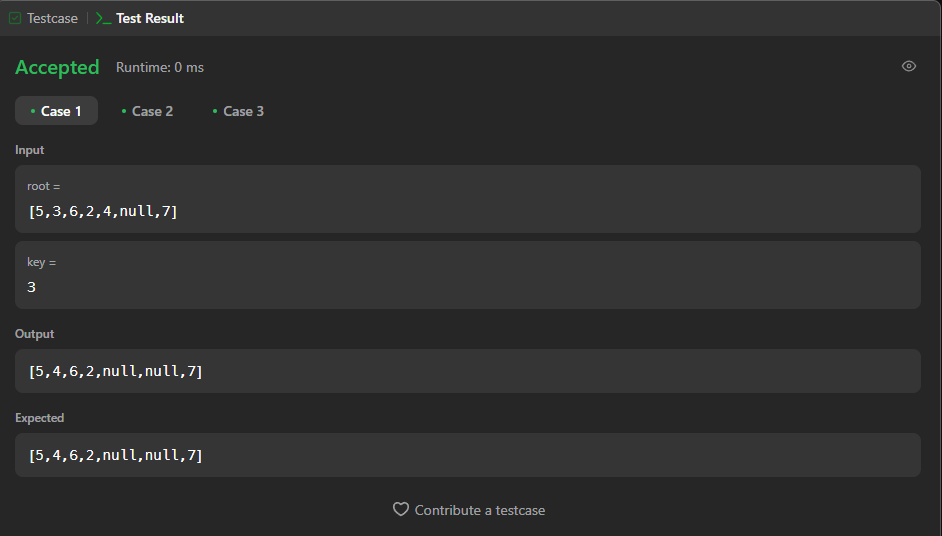 Testcase | >_ Test Result
Accepted Runtime: 0 ms
Case 1 Case 2 Case 3
Input
root =
[5,3,6,2,4,null,7]
key =
3
Output
[5,4,6,2,null,null,7]
Expected
[5,4,6,2,null,null,7]
Contribute a testcase